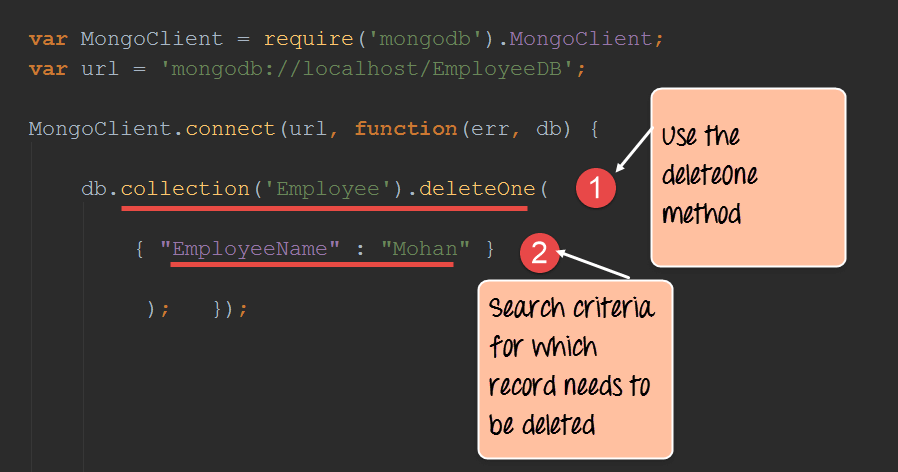 var MongoClient = require('mongodb').MongoClient;
var url = 'mongodb://localhost/EmployeeDB';
MongoClient.connect(url, function(err, db) {
db.collection('Employee').deleteOne(
{ "EmployeeName" : "Mohan" }
); });
1
Use the
deleteOne
method
2
Search criteria
for which
record needs to
be deleted